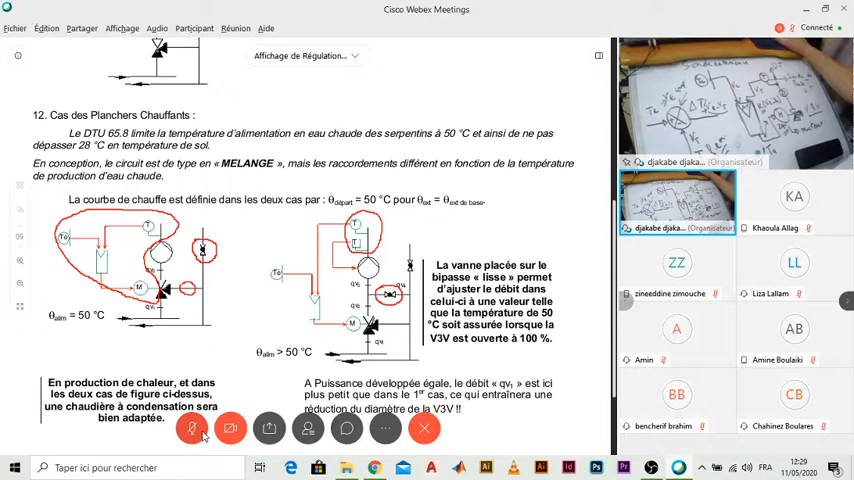 Cisco Webex Meetings
Fichier Édition Partager Affichage Audio Participant Réunion Aide
Connecté
Affichage de Régulation...
12. Cas des Planchers Chauffants :
Le DTU 65.8 limite la température d'alimentation en eau chaude des serpentins à 50 °C et ainsi de ne pas
dépasser 28 °C en température de sol.
En conception, le circuit est de type en « MELANGE », mais les raccordements différent en fonction de la température
de production d'eau chaude.
La courbe de chauffe est définie dans les deux cas par : θdépart = 50 °C pour θext = θext de base.
Te
T
M
qv1
θalim = 50 °C
T
T
Te
qv5
qv4
M
θalim > 50 °C
La vanne placée sur le
bipasse « lisse » permet
d'ajuster le débit dans
celui-ci à une valeur telle
que la température de 50
°C soit assurée lorsque la
V3V est ouverte à 100 %.
En production de chaleur, et dans
les deux cas de figure ci-dessus,
une chaudière à condensation sera
bien adaptée.
A Puissance développée égale, le débit « qv1 » est ici
plus petit que dans le 1er cas, ce qui entraînera une
réduction du diamètre de la V3V !!
djakabe djaka... (Organisateur)
djakabe djaka... (Organisateur)
KA
Khaoula Allag
ZZ
zineeddine zimouche
LL
Liza Lallam
A
Amin
AB
Amine Boulaiki
BB
bencherif brahim
CB
Chahinez Boulares
Taper ici pour rechercher
FRA
12:29
11/05/2020